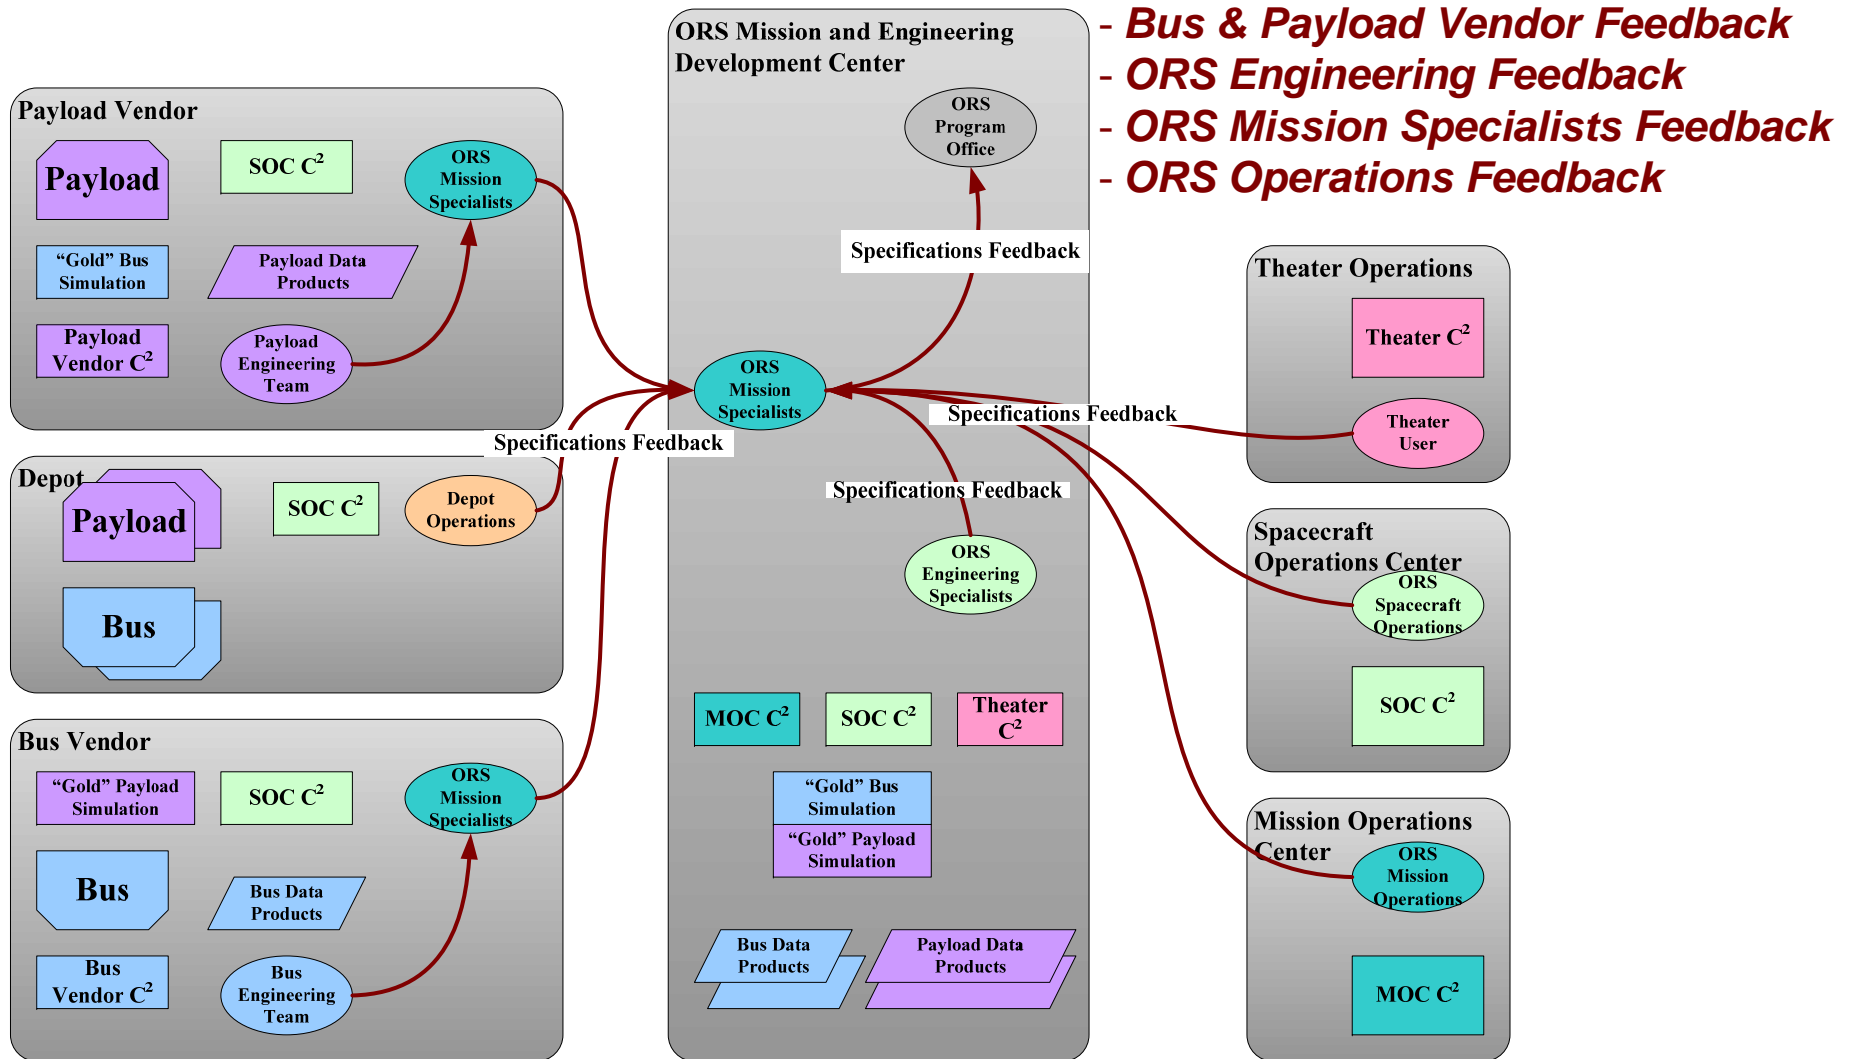 - Bus & Payload Vendor Feedback
- ORS Engineering Feedback
- ORS Mission Specialists Feedback
- ORS Operations Feedback
Payload Vendor
Payload
SOC C²
ORS
Mission
Specialists
“Gold” Bus
Simulation
Payload Data
Products
Payload
Vendor C²
Payload
Engineering
Team
Depot
Payload
SOC C²
Depot
Operations
Bus
Specifications Feedback
Bus Vendor
“Gold” Payload
Simulation
SOC C²
ORS
Mission
Specialists
Bus
Bus Data
Products
Bus
Vendor C²
Bus
Engineering
Team
ORS Mission and Engineering
Development Center
ORS
Program
Office
Specifications Feedback
ORS
Mission
Specialists
Specifications Feedback
Specifications Feedback
ORS
Engineering
Specialists
MOC C²
SOC C²
Theater
C²
“Gold” Bus
Simulation
“Gold” Payload
Simulation
Bus Data
Products
Payload Data
Products
Theater Operations
Theater C²
Theater
User
Spacecraft
Operations Center
ORS
Spacecraft
Operations
SOC C²
Mission Operations
Center
ORS
Mission
Operations
MOC C²